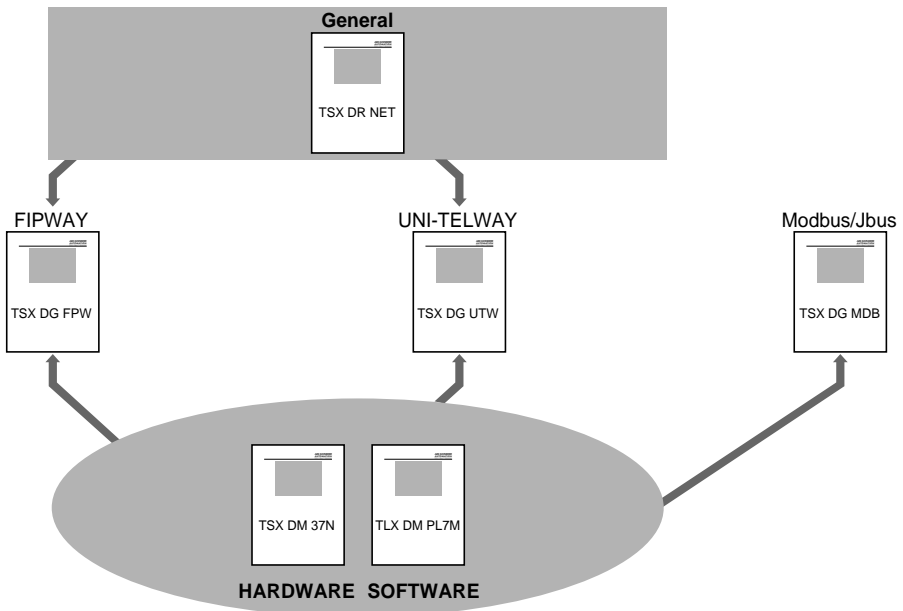 General
TSX DR NET
FIPWAY
UNI-TELWAY
Modbus/Jbus
TSX DG FPW
TSX DG UTW
TSX DG MDB
TSX DM 37N
TLX DM PL7M
HARDWARE SOFTWARE